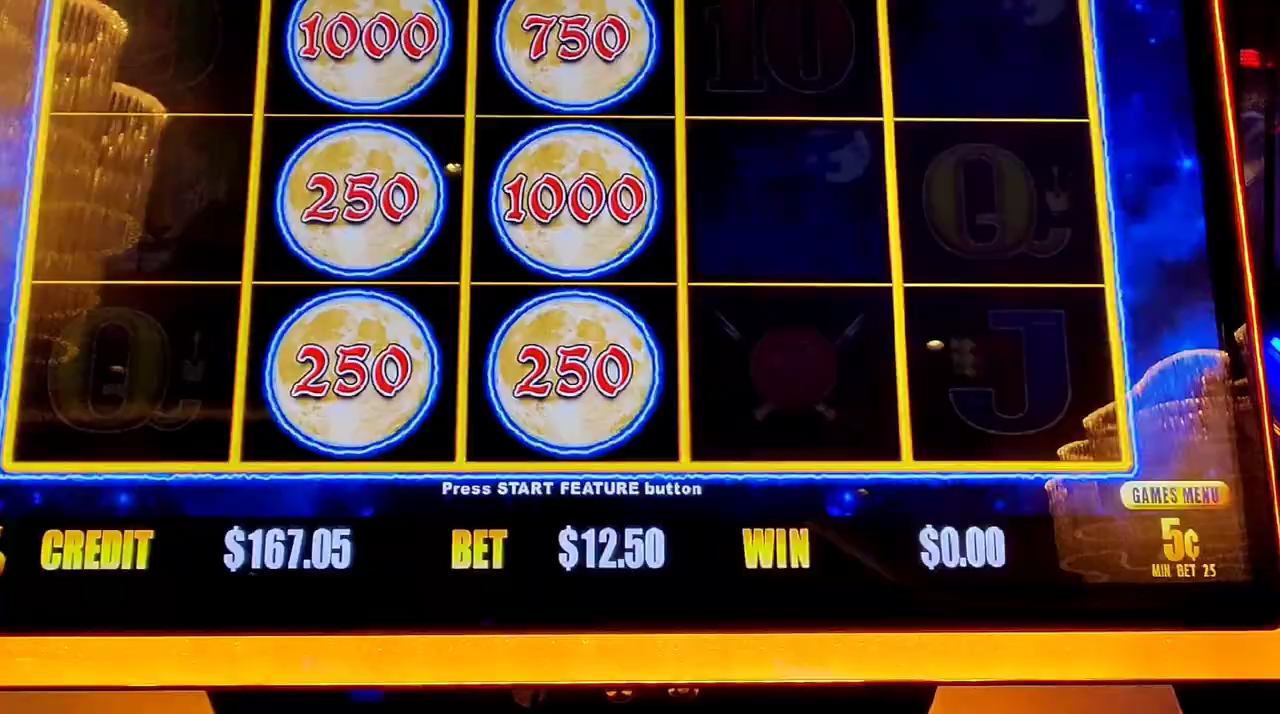 1000 750 10
250 1000 Q
Q 250 250 J
Press START FEATURE button
GAMES MENU
CREDIT $167.05 BET $12.50 WIN $0.00 5¢
MIN BET 25